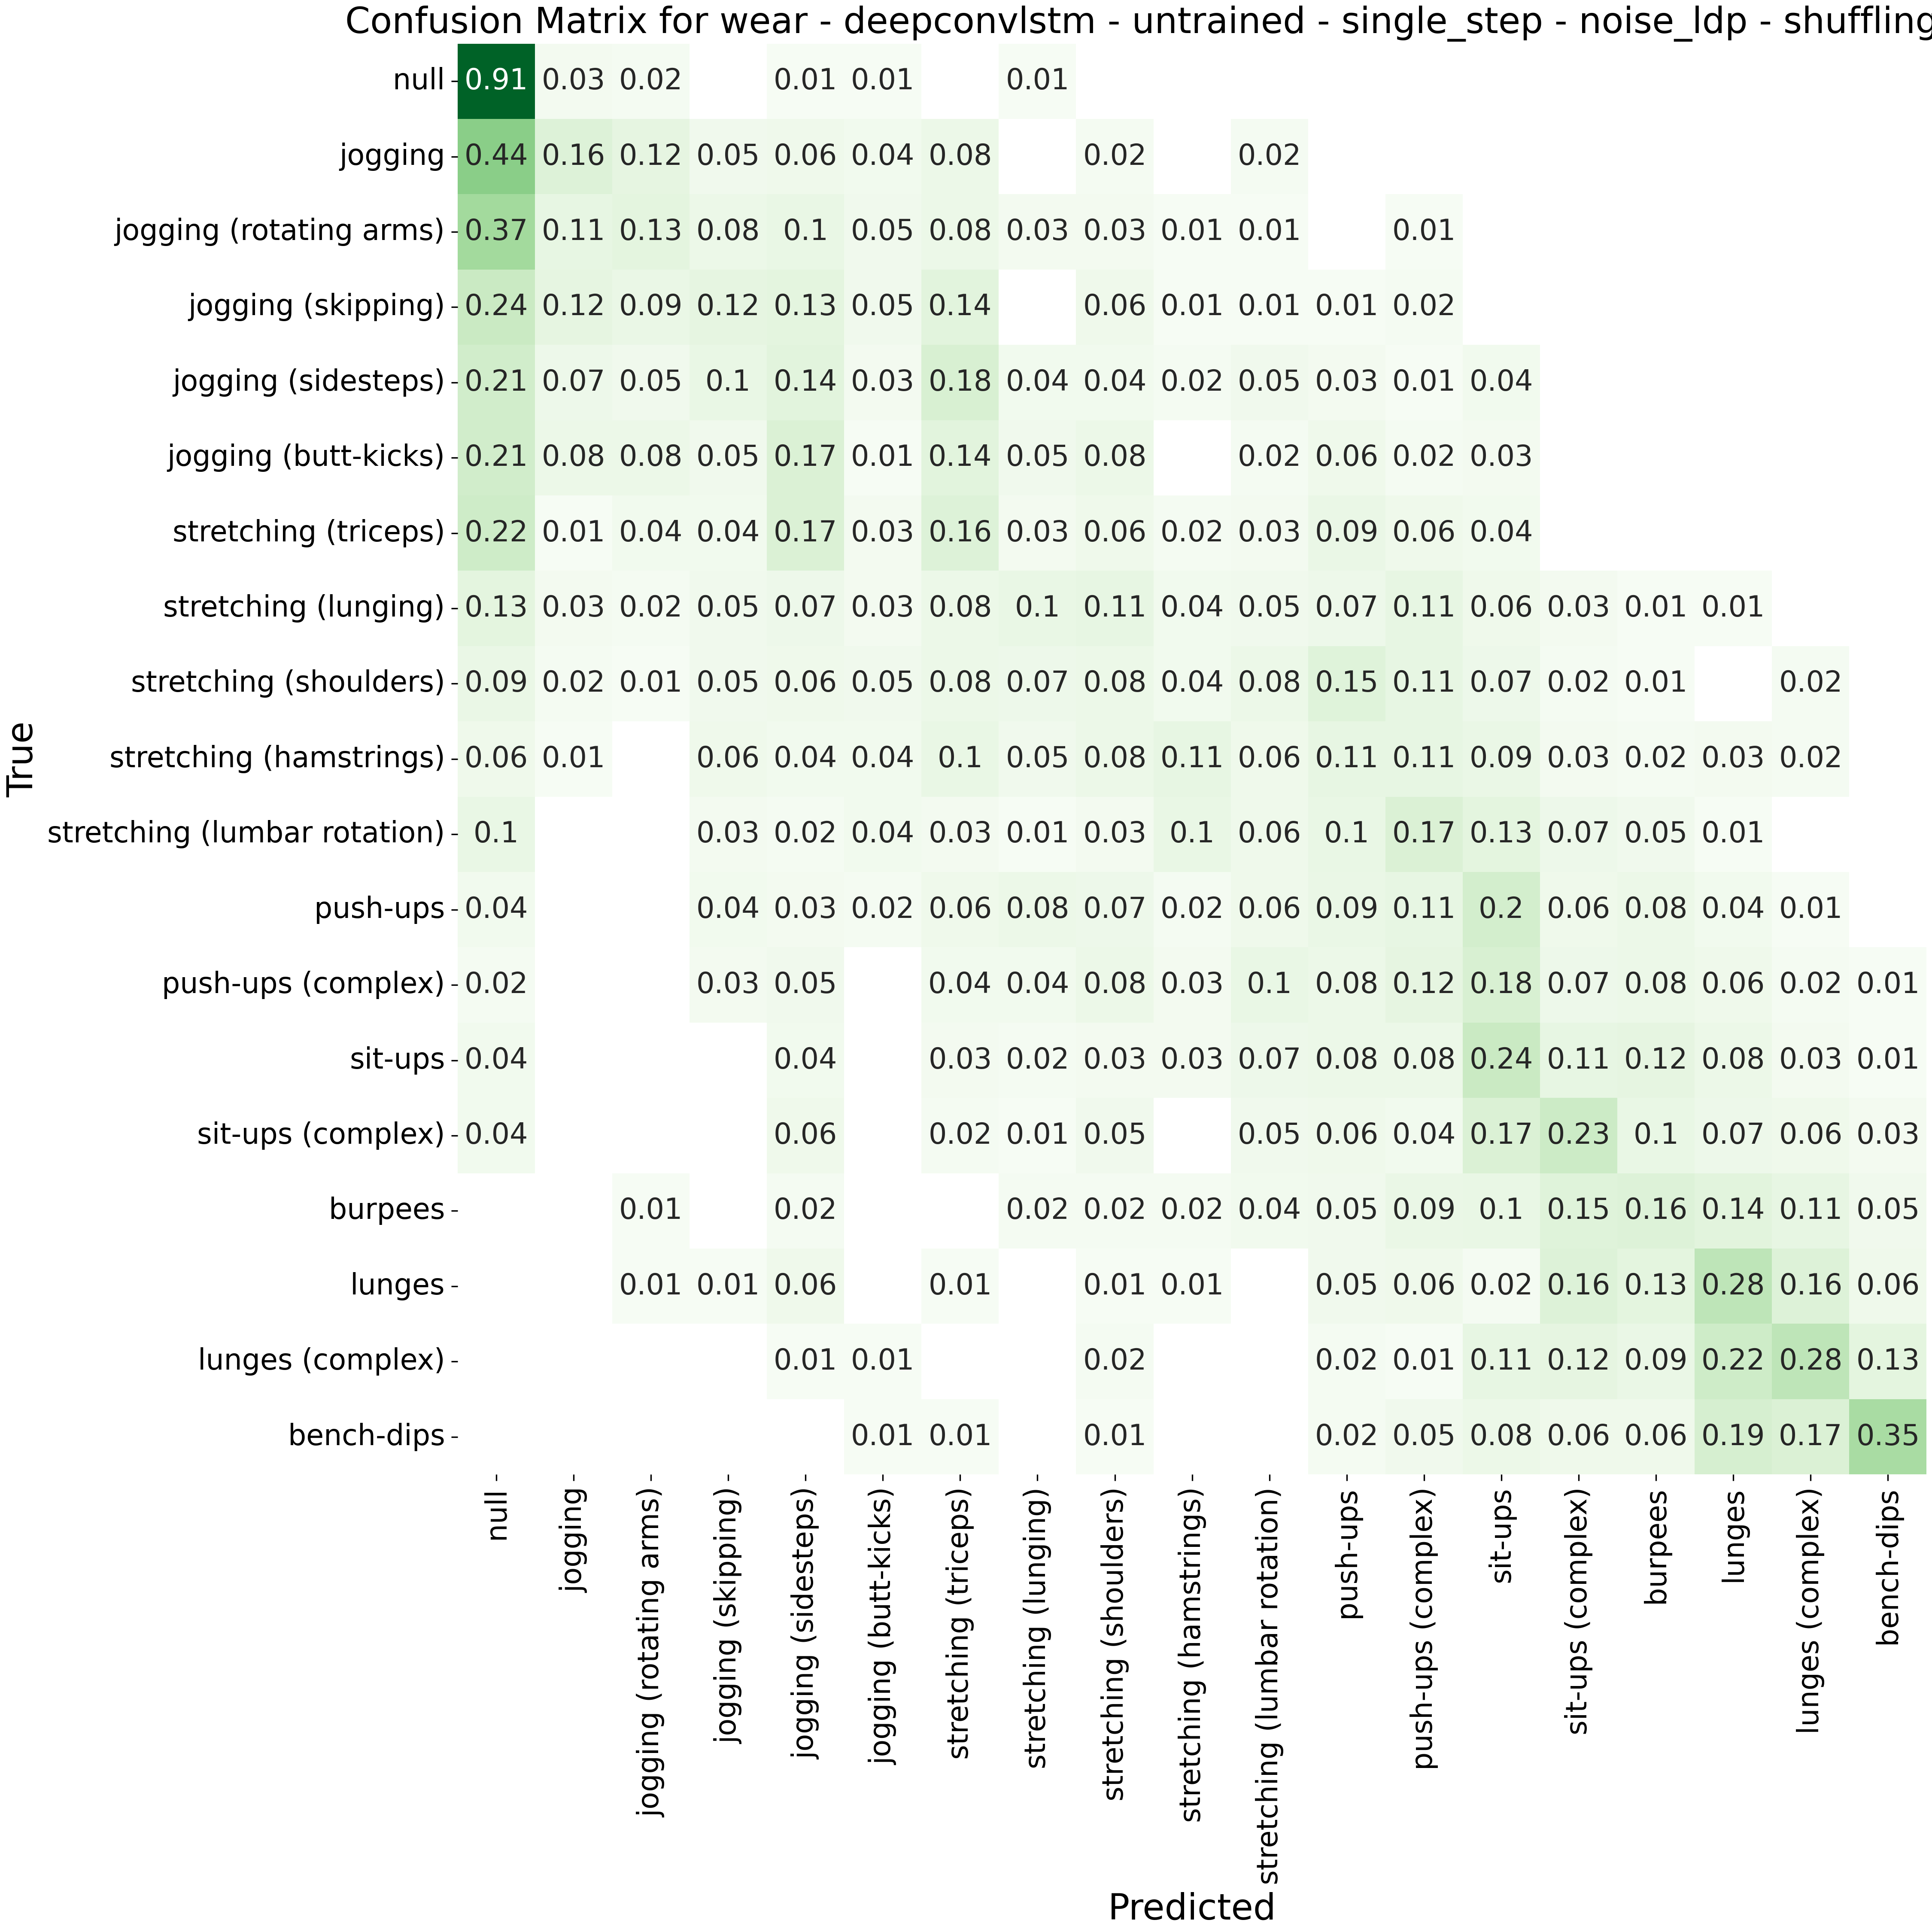 Confusion Matrix for wear - deepconvlstm - untrained - single_step - noise_ldp - shuffling
null 0.91 0.03 0.02 0.01 0.01 0.01
jogging 0.44 0.16 0.12 0.05 0.06 0.04 0.08 0.02 0.02
jogging (rotating arms) 0.37 0.11 0.13 0.08 0.1 0.05 0.08 0.03 0.03 0.01 0.01 0.01
jogging (skipping) 0.24 0.12 0.09 0.12 0.13 0.05 0.14 0.06 0.01 0.01 0.01 0.02
jogging (sidesteps) 0.21 0.07 0.05 0.1 0.14 0.03 0.18 0.04 0.04 0.02 0.05 0.03 0.01 0.04
jogging (butt-kicks) 0.21 0.08 0.08 0.05 0.17 0.01 0.14 0.05 0.08 0.02 0.06 0.02 0.03
stretching (triceps) 0.22 0.01 0.04 0.04 0.17 0.03 0.16 0.03 0.06 0.02 0.03 0.09 0.06 0.04
stretching (lunging) 0.13 0.03 0.02 0.05 0.07 0.03 0.08 0.1 0.11 0.04 0.05 0.07 0.11 0.06 0.03 0.01 0.01
stretching (shoulders) 0.09 0.02 0.01 0.05 0.06 0.05 0.08 0.07 0.08 0.04 0.08 0.15 0.11 0.07 0.02 0.01 0.02
stretching (hamstrings) 0.06 0.01 0.06 0.04 0.04 0.1 0.05 0.08 0.11 0.06 0.11 0.11 0.09 0.03 0.02 0.03 0.02
stretching (lumbar rotation) 0.1 0.03 0.02 0.04 0.03 0.01 0.03 0.1 0.06 0.1 0.17 0.13 0.07 0.05 0.01
push-ups 0.04 0.04 0.03 0.02 0.06 0.08 0.07 0.02 0.06 0.09 0.11 0.2 0.06 0.08 0.04 0.01
push-ups (complex) 0.02 0.03 0.05 0.04 0.04 0.08 0.03 0.1 0.08 0.12 0.18 0.07 0.08 0.06 0.02 0.01
sit-ups 0.04 0.04 0.03 0.02 0.03 0.03 0.07 0.08 0.08 0.24 0.11 0.12 0.08 0.03 0.01
sit-ups (complex) 0.04 0.06 0.02 0.01 0.05 0.05 0.06 0.04 0.17 0.23 0.1 0.07 0.06 0.03
burpees 0.01 0.02 0.02 0.02 0.02 0.04 0.05 0.09 0.1 0.15 0.16 0.14 0.11 0.05
lunges 0.01 0.01 0.06 0.01 0.01 0.01 0.05 0.06 0.02 0.16 0.13 0.28 0.16 0.06
lunges (complex) 0.01 0.01 0.02 0.02 0.01 0.11 0.12 0.09 0.22 0.28 0.13
bench-dips 0.01 0.01 0.01 0.02 0.05 0.08 0.06 0.06 0.19 0.17 0.35
True
null
jogging
jogging (rotating arms)
jogging (skipping)
jogging (sidesteps)
jogging (butt-kicks)
stretching (triceps)
stretching (lunging)
stretching (shoulders)
stretching (hamstrings)
stretching (lumbar rotation)
push-ups
push-ups (complex)
sit-ups
sit-ups (complex)
burpees
lunges
lunges (complex)
bench-dips
Predicted